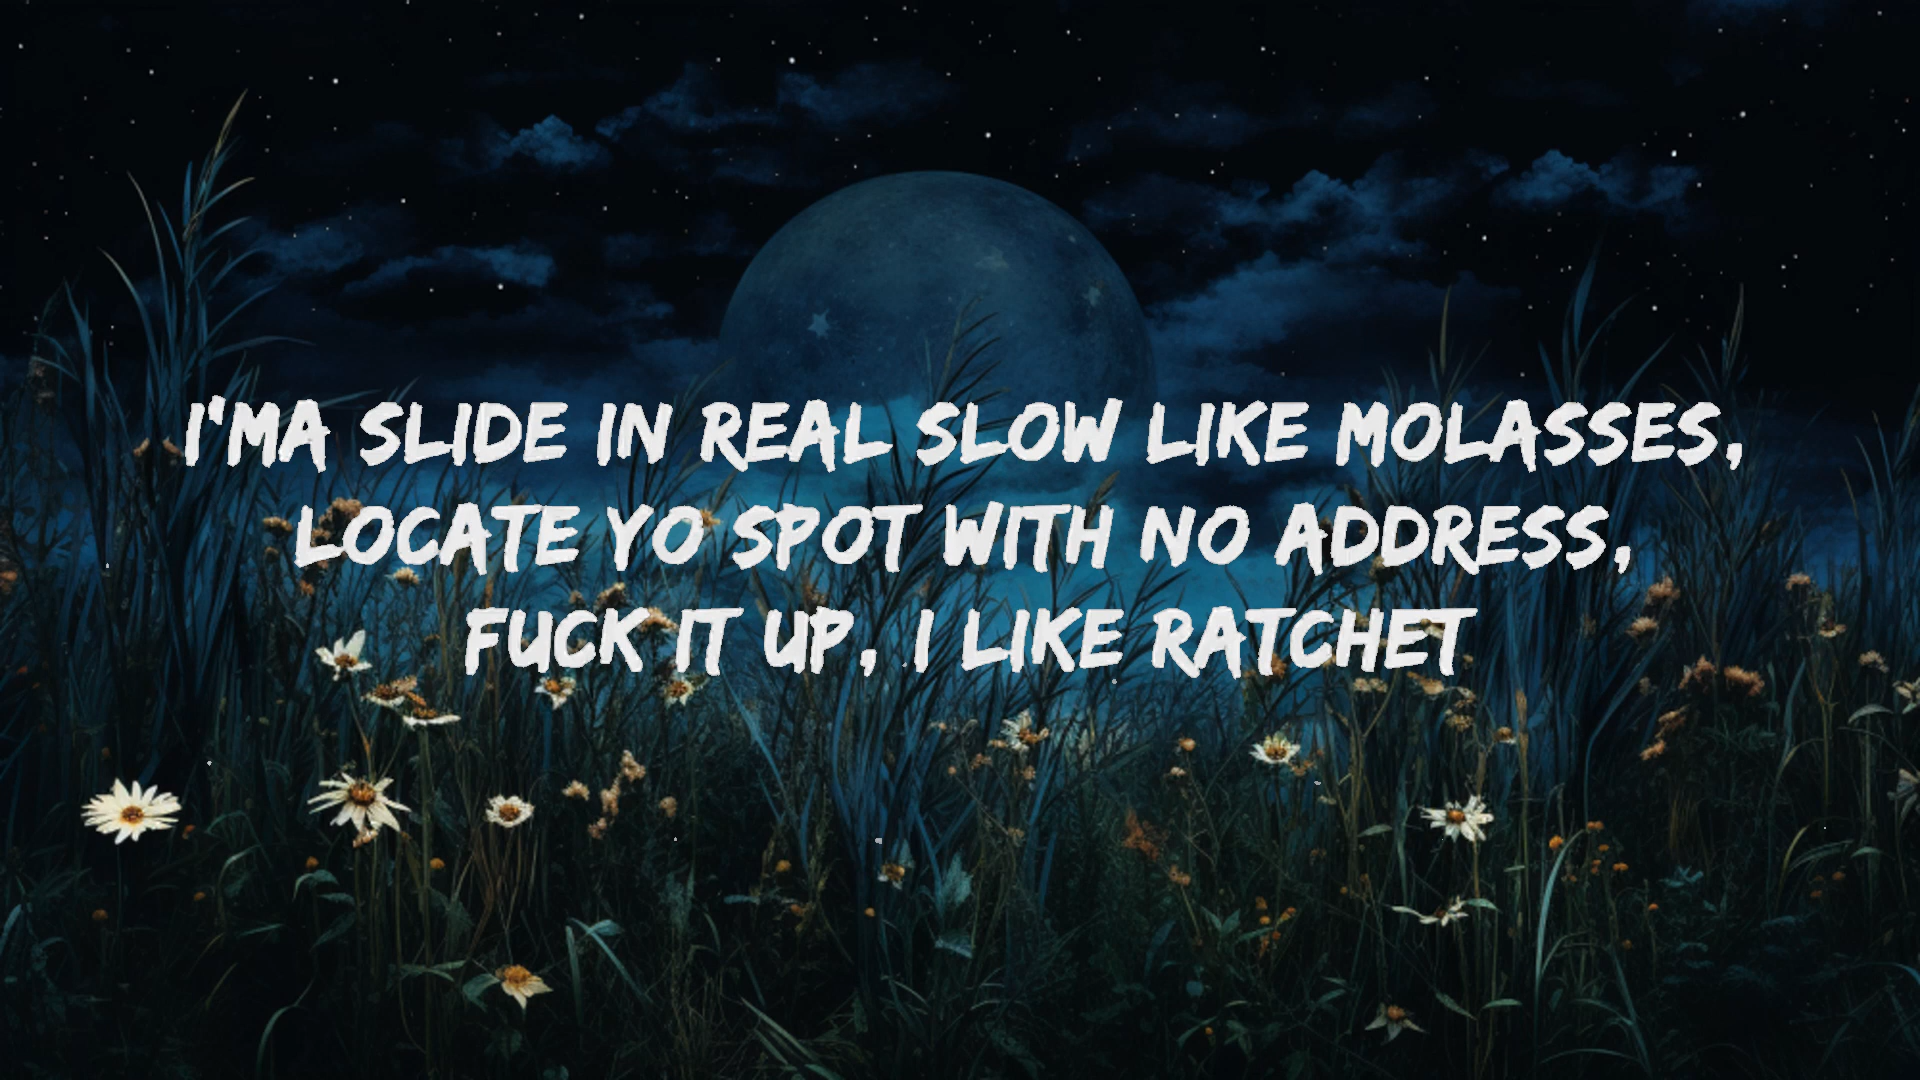 I'MA SLIDE IN REAL SLOW LIKE MOLASSES,
LOCATE YO SPOT WITH NO ADDRESS,
FUCK IT UP, I LIKE RATCHET